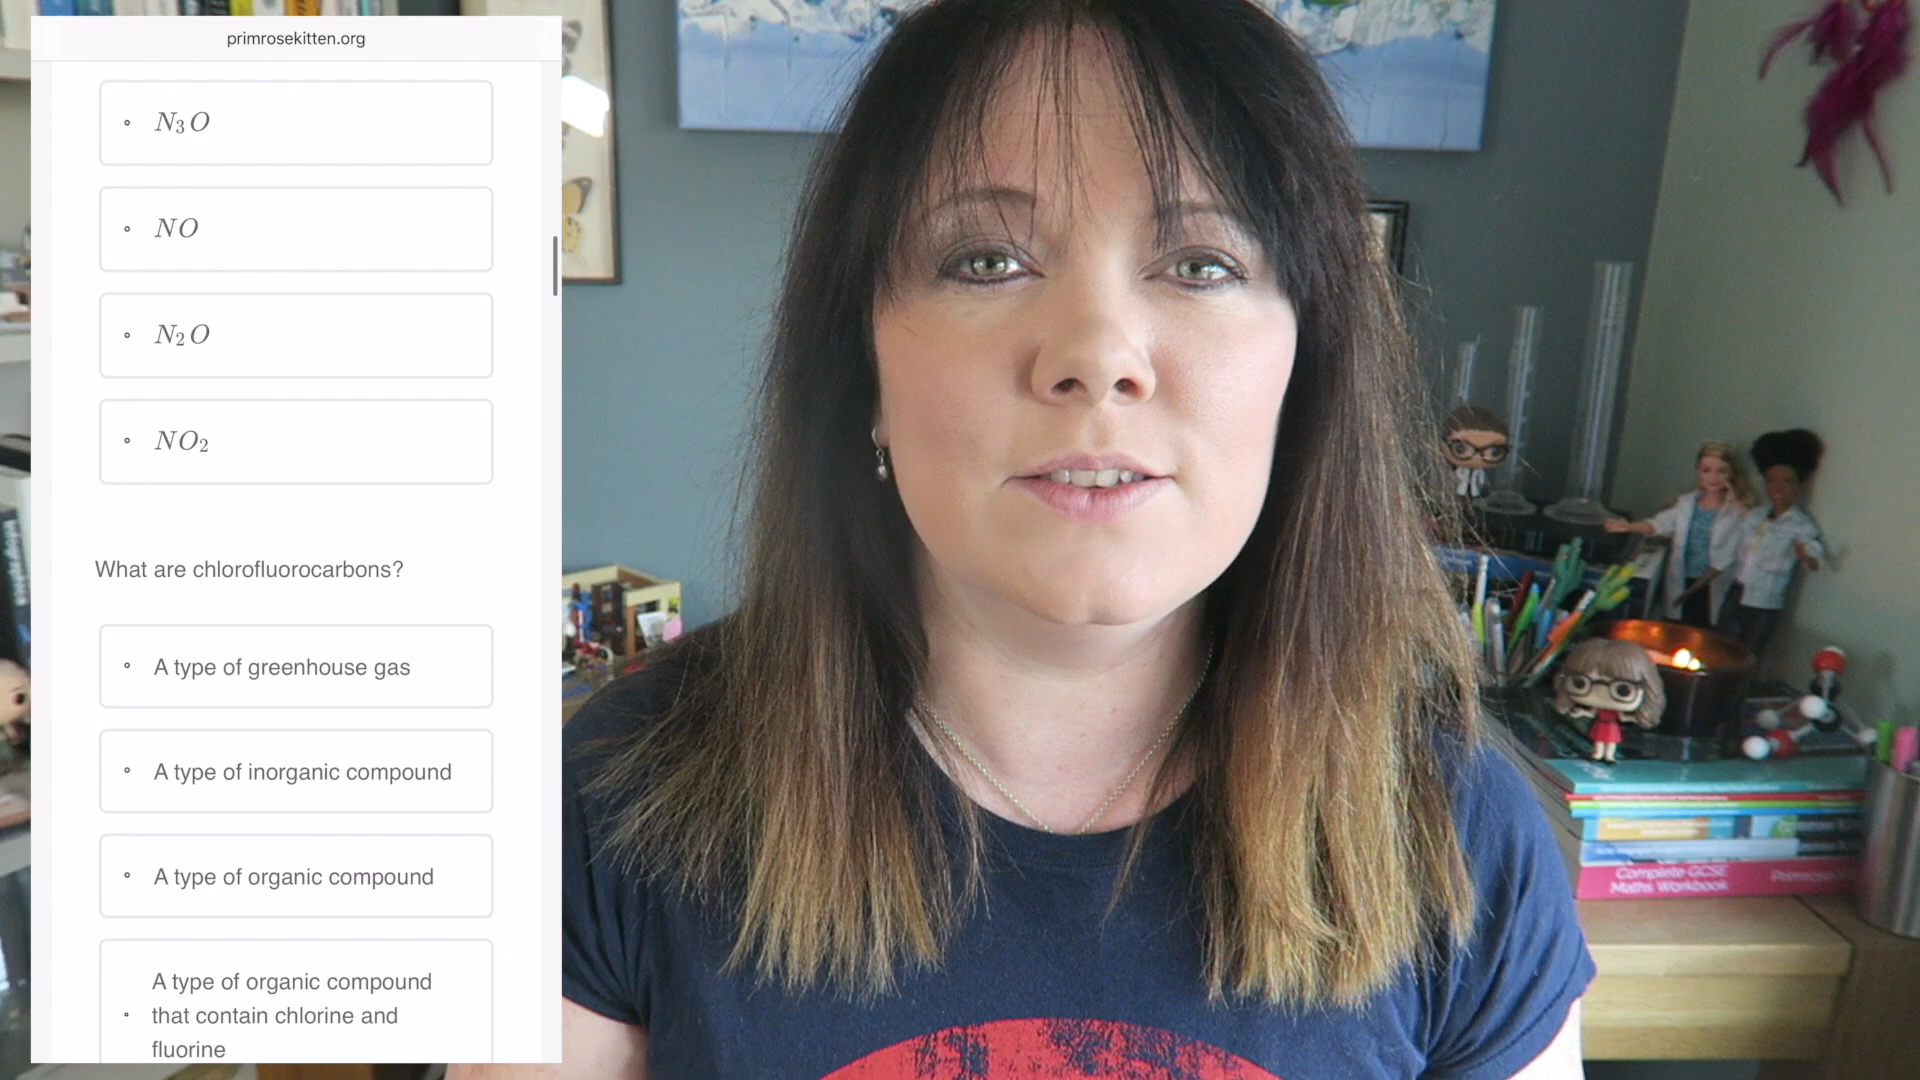 primrosekitten.org
N₃O
NO
N₂O
NO₂
What are chlorofluorocarbons?
A type of greenhouse gas
A type of inorganic compound
A type of organic compound
A type of organic compound
that contain chlorine and
fluorine
Complete GCSE
Maths Workbook